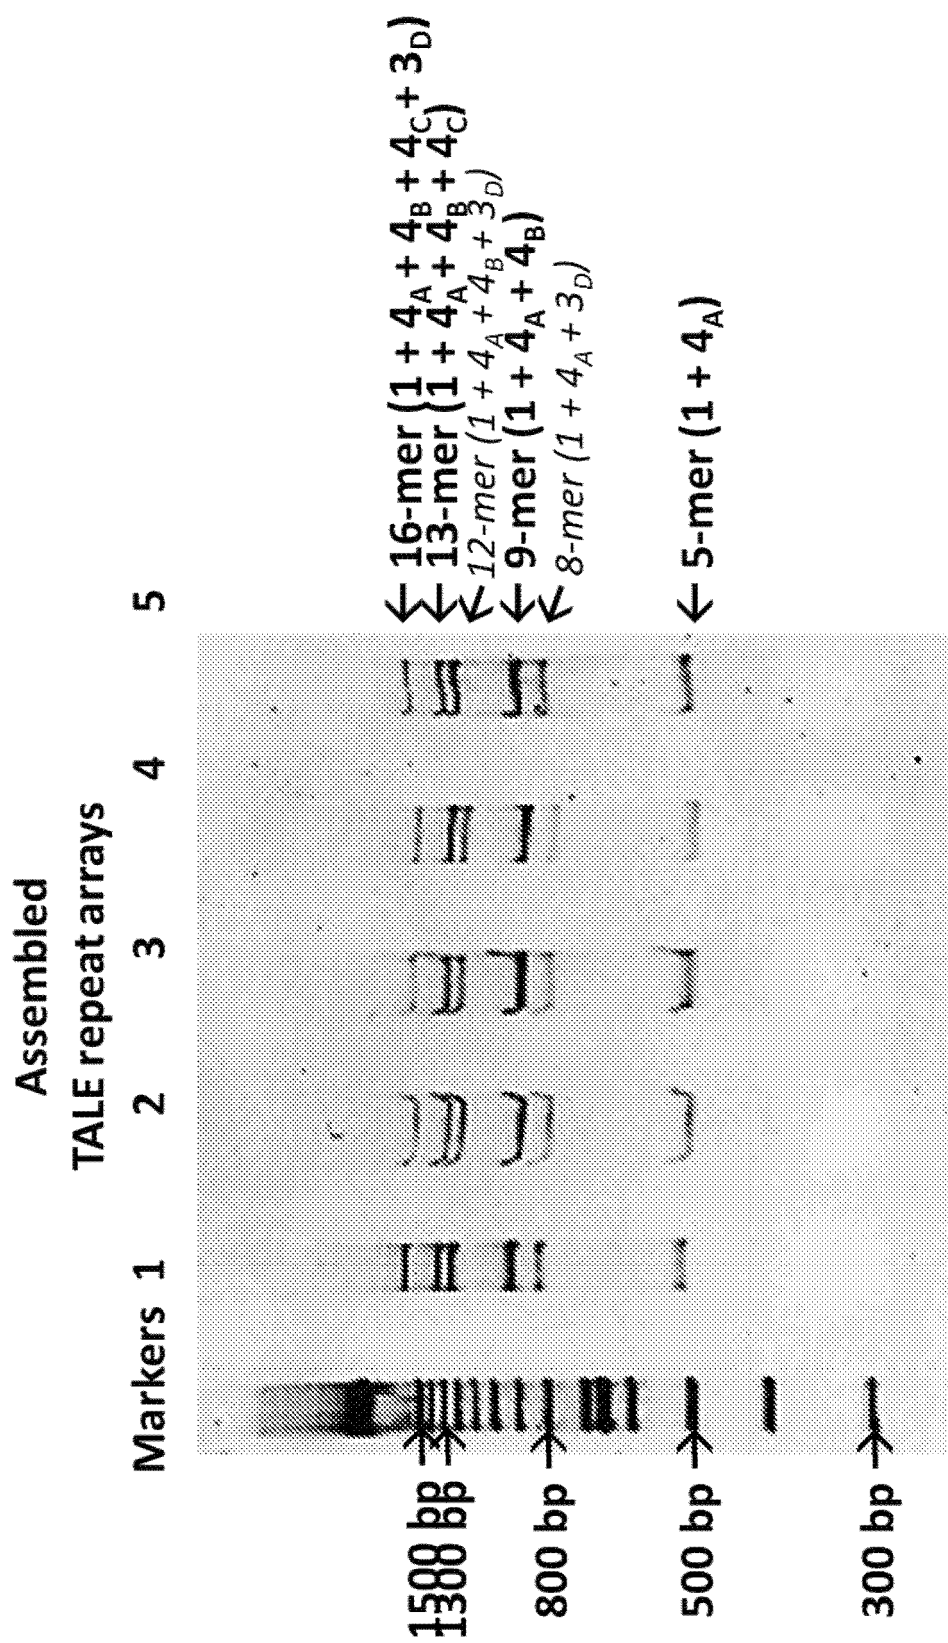 Assembled
TALE repeat arrays
Markers 1 2 3 4 5
1500 bp
1300 bp
800 bp
500 bp
300 bp
16-mer (1 + 4A + 4B + 4C + 3D)
13-mer (1 + 4A + 4B + 4C)
12-mer (1 + 4A + 4B + 3D)
9-mer (1 + 4A + 4B)
8-mer (1 + 4A + 3D)
5-mer (1 + 4A)